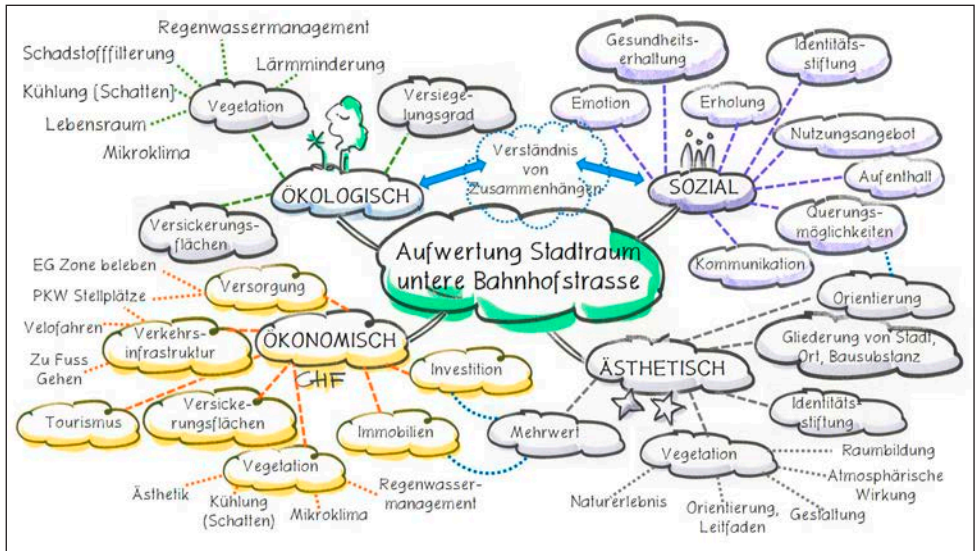 Regenwassermanagement
Schadstofffilterung
Lärmminderung
Kühlung (Schatten)
Vegetation
Lebensraum
Mikroklima
Versiege-
lungsgrad
ÖKOLOGISCH
Versickerungs-
flächen
Verständnis
von
Zusammenhängen
Gesundheits-
erhaltung
Identitäts-
stiftung
Emotion
Erholung
Nutzungsangebot
SOZIAL
Aufenthalt
Querungs-
möglichkeiten
Kommunikation
Aufwertung Stadtraum
untere Bahnhofstrasse
EG Zone beleben
Versorgung
PKW Stellplätze
Velofahren
Verkehrs-
infrastruktur
Zu Fuss
Gehen
ÖKONOMISCH
CHF
Investition
Tourismus
Versicke-
rungsflächen
Immobilien
Vegetation
Ästhetik
Kühlung
(Schatten)
Mikroklima
Regenwasser-
management
Orientierung
Gliederung von Stadt,
Ort, Bausubstanz
ÄSTHETISCH
Identitäts-
stiftung
Mehrwert
Vegetation
Raumbildung
Atmosphärische
Wirkung
Naturerlebnis
Orientierung,
Leitfaden
Gestaltung